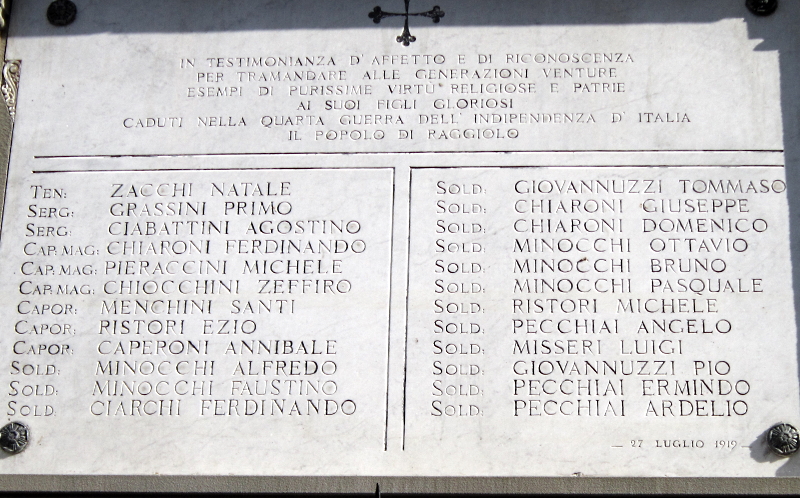 IN TESTIMONIANZA D'AFFETTO E DI RICONOSCENZA
PER TRAMANDARE ALLE GENERAZIONI VENTURE
ESEMPI DI PURISSIME VIRTU' RELIGIOSE E PATRIE
AI SUOI FIGLI GLORIOSI
CADUTI NELLA QUARTA GUERRA DELL'INDIPENDENZA D'ITALIA
IL POPOLO DI RAGGIOLO
TEN: ZACCHI NATALE
SERG: GRASSINI PRIMO
SERG: CIABATTINI AGOSTINO
CAP. MAG: CHIARONI FERDINANDO
CAP. MAG: PIERACCINI MICHELE
CAP. MAG: CHIOCCHINI ZEFFIRO
CAPOR: MENCHINI SANTI
CAPOR: RISTORI EZIO
CAPOR: CAPERONI ANNIBALE
SOLD: MINOCCHI ALFREDO
SOLD: MINOCCHI FAUSTINO
SOLD: CIARCHI FERDINANDO
SOLD: GIOVANNUZZI TOMMASO
SOLD: CHIARONI GIUSEPPE
SOLD: CHIARONI DOMENICO
SOLD: MINOCCHI OTTAVIO
SOLD: MINOCCHI BRUNO
SOLD: MINOCCHI PASQUALE
SOLD: RISTORI MICHELE
SOLD: PECCHIAI ANGELO
SOLD: MISSERI LUIGI
SOLD: GIOVANNUZZI PIO
SOLD: PECCHIAI ERMINDO
SOLD: PECCHIAI ARDELIO
— 27 LUGLIO 1919 —